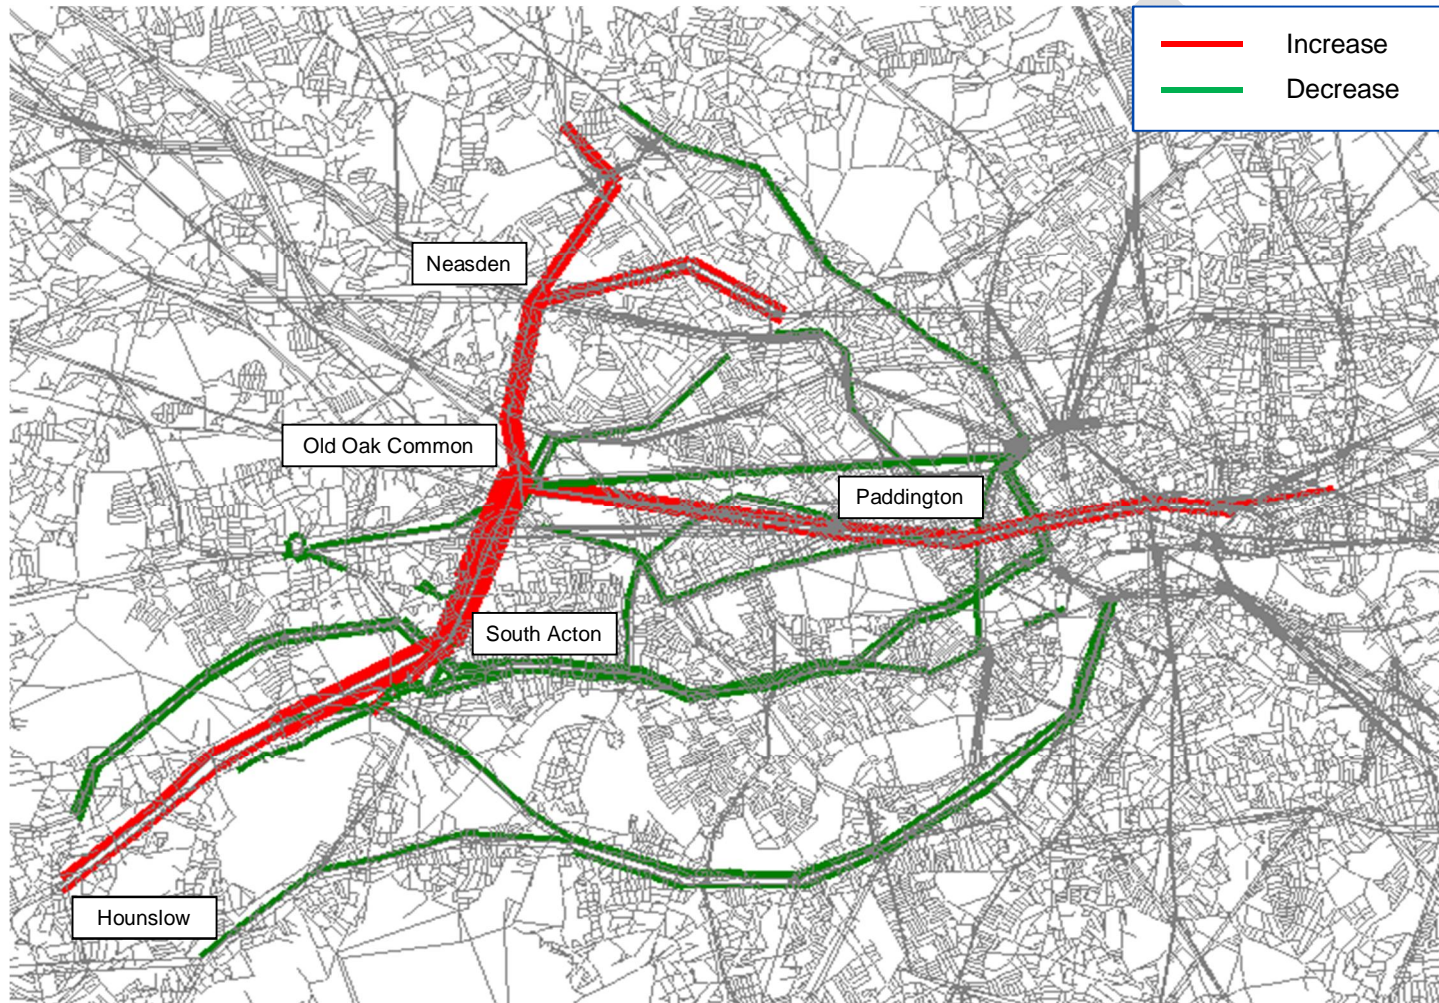 Increase
Decrease
Neasden
Old Oak Common
Paddington
South Acton
Hounslow